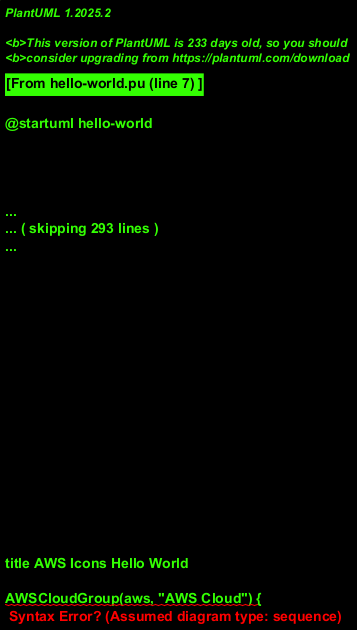 PlantUML 1.2025.2
<b>This version of PlantUML is 233 days old, so you should
<b>consider upgrading from https://plantuml.com/download
[From hello-world.pu (line 7) ]
@startuml hello-world
...
... ( skipping 293 lines )
...
title AWS Icons Hello World
AWSCloudGroup(aws, "AWS Cloud") {
Syntax Error? (Assumed diagram type: sequence)